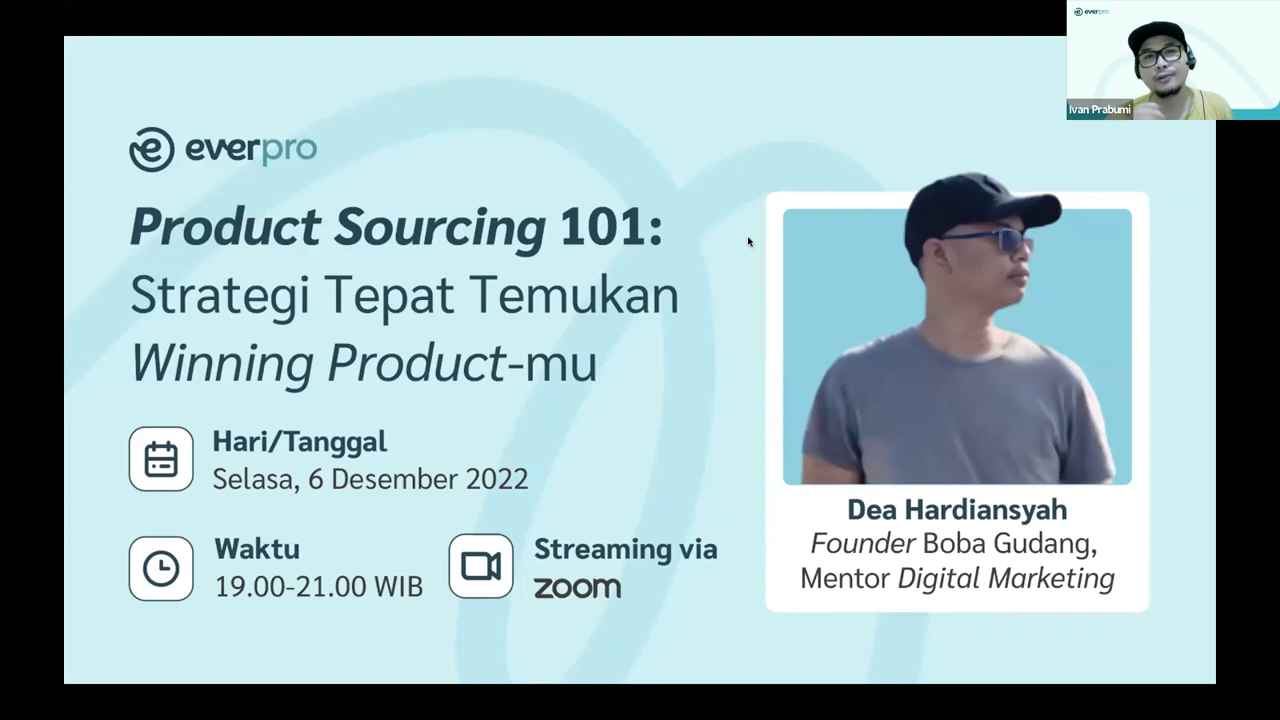 everpro
Ivan Prabumi
everpro
Product Sourcing 101:
Strategi Tepat Temukan
Winning Product-mu
Hari/Tanggal
Selasa, 6 Desember 2022
Waktu
19.00-21.00 WIB
Streaming via
zoom
Dea Hardiansyah
Founder Boba Gudang,
Mentor Digital Marketing